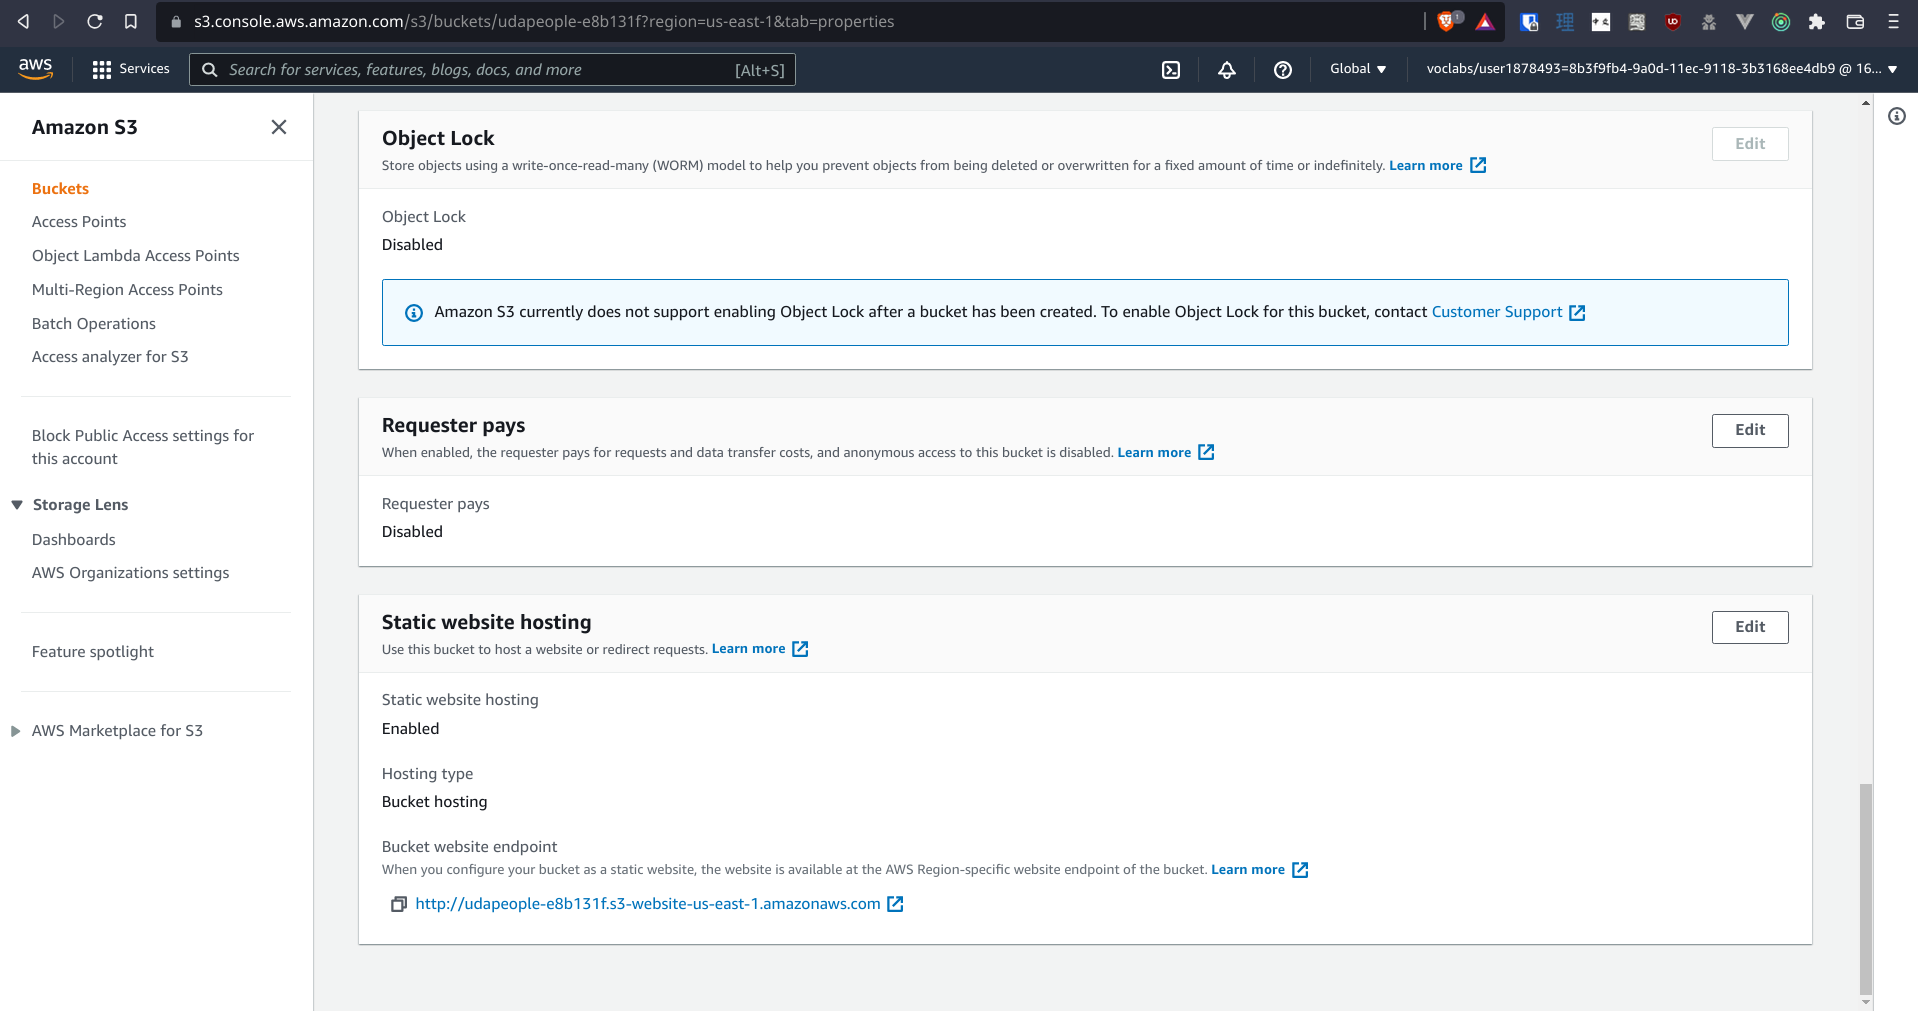 s3.console.aws.amazon.com/s3/buckets/udapeople-e8b131f?region=us-east-1&tab=properties
1
aws
Services
Search for services, features, blogs, docs, and more
[Alt+S]
Global
voclabs/user1878493=8b3f9fb4-9a0d-11ec-9118-3b3168ee4db9 @ 16...
Amazon S3
Buckets
Access Points
Object Lambda Access Points
Multi-Region Access Points
Batch Operations
Access analyzer for S3
Block Public Access settings for
this account
Storage Lens
Dashboards
AWS Organizations settings
Feature spotlight
AWS Marketplace for S3
Object Lock
Edit
Store objects using a write-once-read-many (WORM) model to help you prevent objects from being deleted or overwritten for a fixed amount of time or indefinitely. Learn more
Object Lock
Disabled
Amazon S3 currently does not support enabling Object Lock after a bucket has been created. To enable Object Lock for this bucket, contact Customer Support
Requester pays
Edit
When enabled, the requester pays for requests and data transfer costs, and anonymous access to this bucket is disabled. Learn more
Requester pays
Disabled
Static website hosting
Edit
Use this bucket to host a website or redirect requests. Learn more
Static website hosting
Enabled
Hosting type
Bucket hosting
Bucket website endpoint
When you configure your bucket as a static website, the website is available at the AWS Region-specific website endpoint of the bucket. Learn more
http://udapeople-e8b131f.s3-website-us-east-1.amazonaws.com